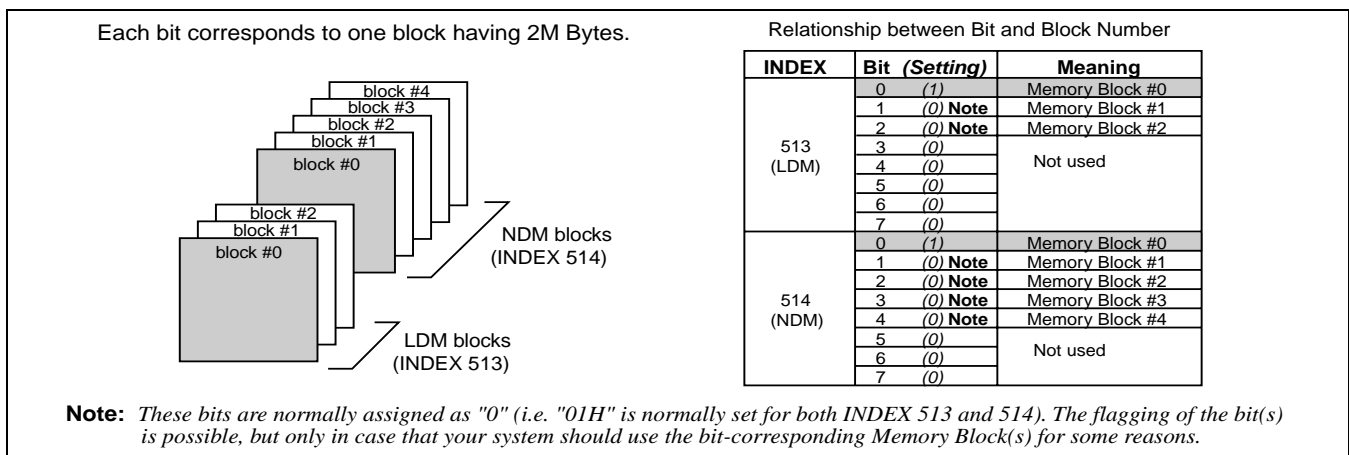 Each bit corresponds to one block having 2M Bytes.
block #4
block #3
block #2
block #1
block #0
block #2
block #1
block #0
NDM blocks
(INDEX 514)
LDM blocks
(INDEX 513)
Relationship between Bit and Block Number
INDEX Bit (Setting) Meaning
0 (1) Memory Block #0
1 (0) Note Memory Block #1
2 (0) Note Memory Block #2
513
(LDM)
3 (0)
4 (0)
5 (0)
6 (0)
7 (0)
Not used
0 (1) Memory Block #0
1 (0) Note Memory Block #1
2 (0) Note Memory Block #2
514
(NDM)
3 (0) Note Memory Block #3
4 (0) Note Memory Block #4
5 (0)
6 (0)
7 (0)
Not used
Note: These bits are normally assigned as "0" (i.e. "01H" is normally set for both INDEX 513 and 514). The flagging of the bit(s)
is possible, but only in case that your system should use the bit-corresponding Memory Block(s) for some reasons.